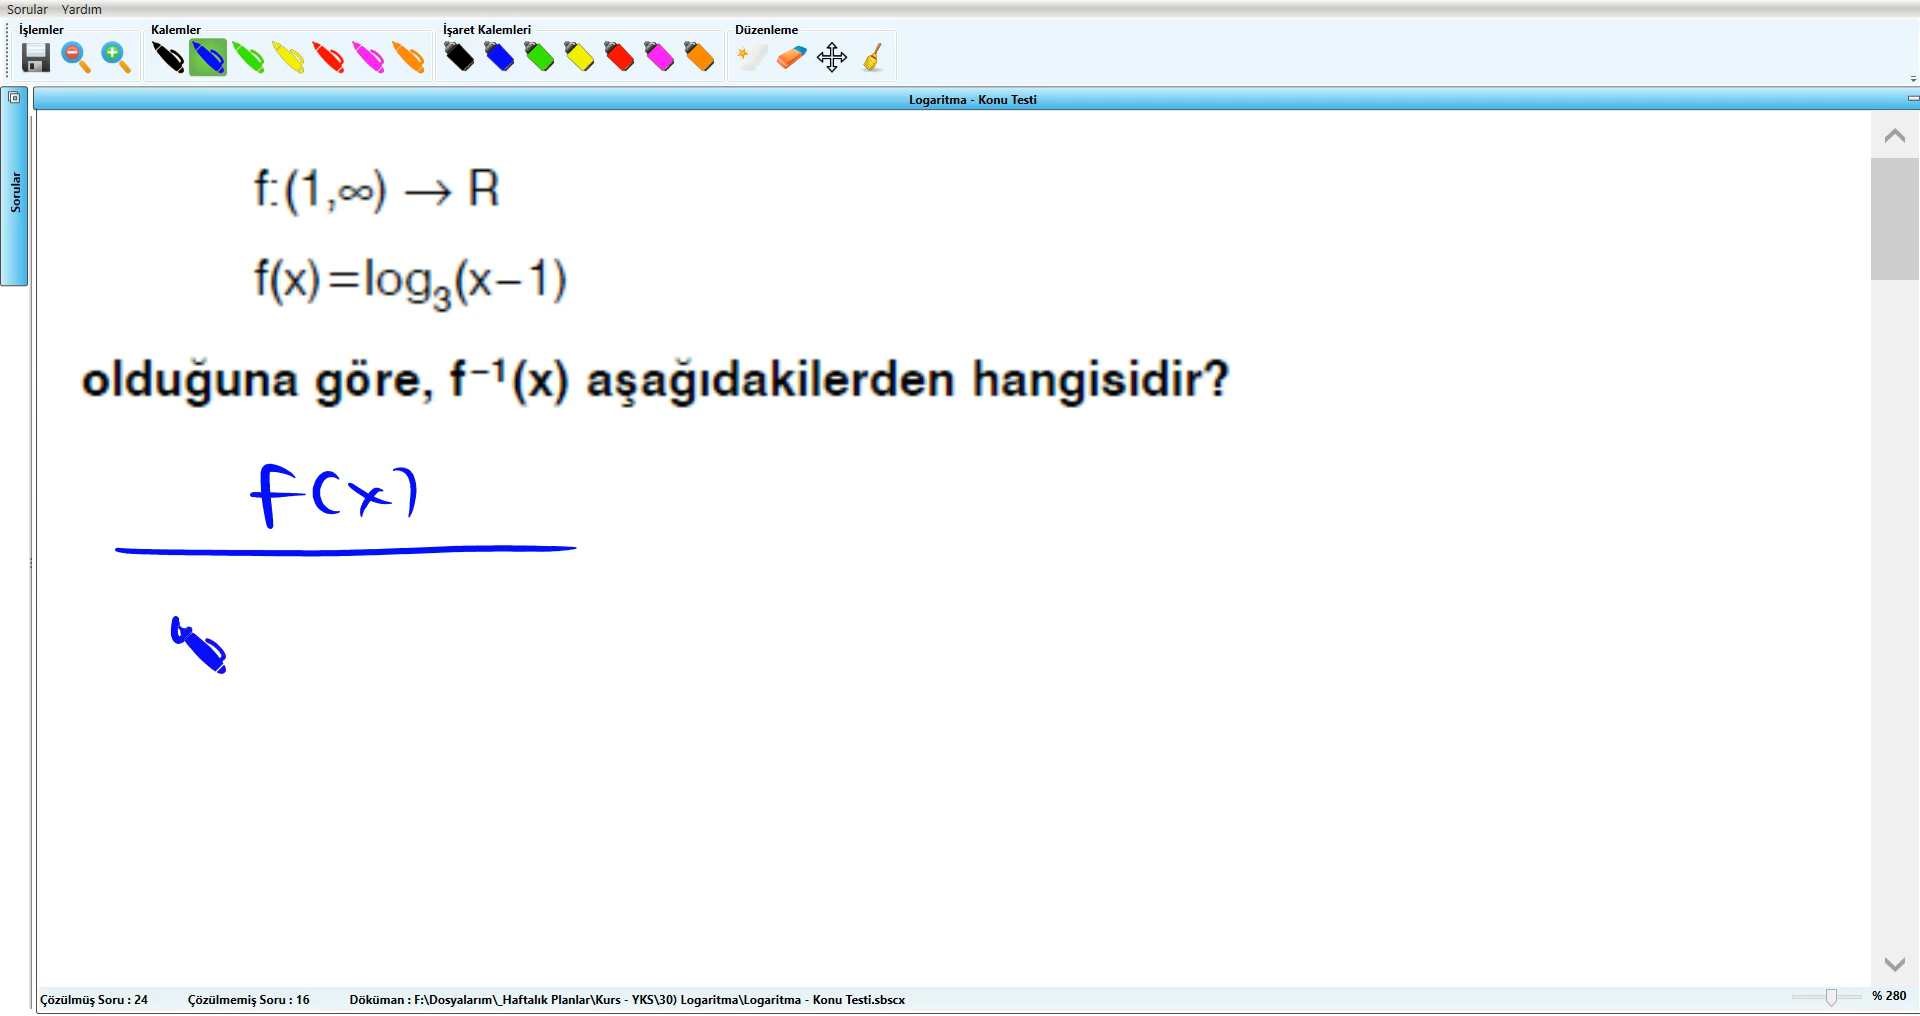 Sorular Yardım
İşlemler Kalemler İşaret Kalemleri Düzenleme
Logaritma - Konu Testi
Sorular
f:(1,∞) → R
f(x)=log₃(x−1)
olduğuna göre, f⁻¹(x) aşağıdakilerden hangisidir?
f(x)
Çözülmüş Soru : 24 Çözülmemiş Soru : 16 Döküman : F:\Dosyalarım\_Haftalık Planlar\Kurs - YKS\30) Logaritma\Logaritma - Konu Testi.sbscx % 280